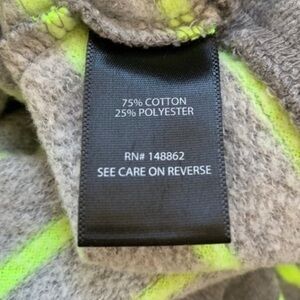 75% COTTON
25% POLYESTER
RN# 148862
SEE CARE ON REVERSE